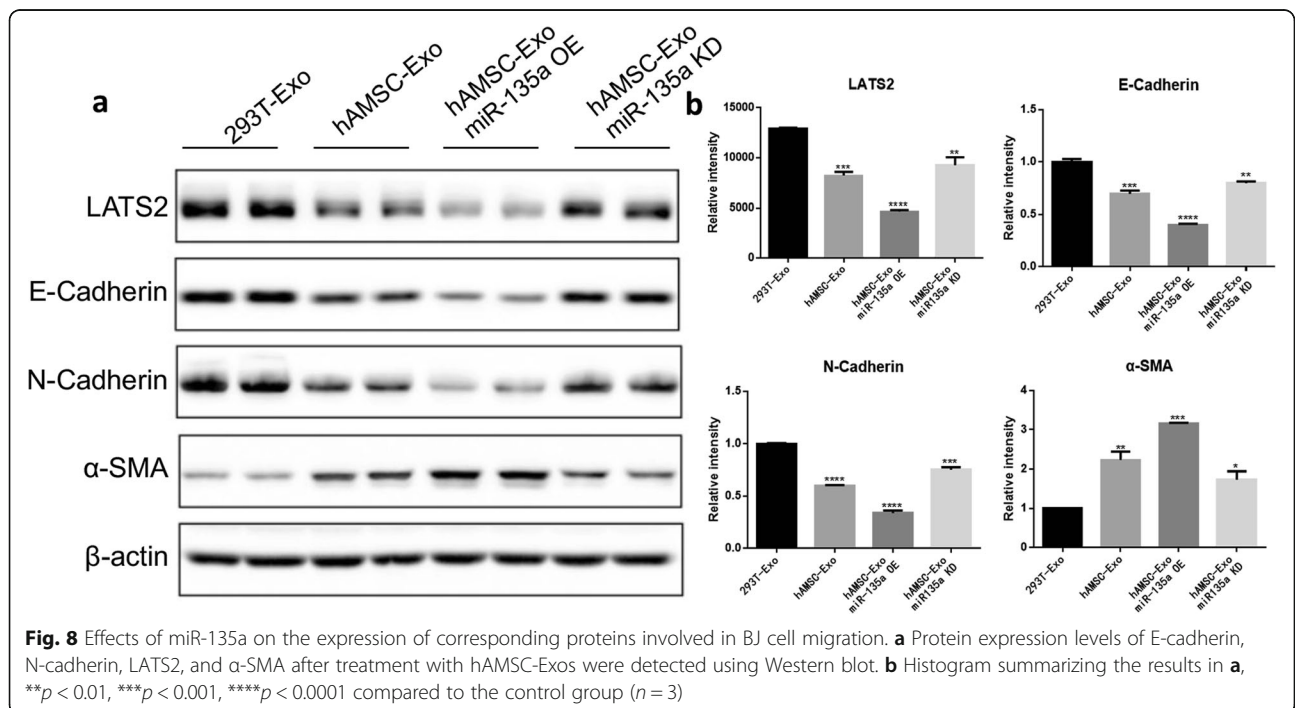 a
293T-Exo
hAMSC-Exo
hAMSC-Exo
miR-135a OE
hAMSC-Exo
miR-135a KD
LATS2
E-Cadherin
N-Cadherin
α-SMA
β-actin
b
LATS2
Relative intensity
15000
10000
5000
0
***
****
**
293T-Exo
hAMSC-Exo
hAMSC-Exo
miR-135a OE
hAMSC-Exo
miR135a KD
E-Cadherin
Relative intensity
1.5
1.0
0.5
0.0
***
****
**
293T-Exo
hAMSC-Exo
hAMSC-Exo
miR-135a OE
hAMSC-Exo
miR135a KD
N-Cadherin
Relative intensity
1.5
1.0
0.5
0.0
****
****
***
293T-Exo
hAMSC-Exo
hAMSC-Exo
miR-135a OE
hAMSC-Exo
miR135a KD
α-SMA
Relative intensity
4
3
2
1
0
**
***
*
293T-Exo
hAMSC-Exo
hAMSC-Exo
miR-135a OE
hAMSC-Exo
miR135a KD
Fig. 8 Effects of miR-135a on the expression of corresponding proteins involved in BJ cell migration. a Protein expression levels of E-cadherin,
N-cadherin, LATS2, and α-SMA after treatment with hAMSC-Exos were detected using Western blot. b Histogram summarizing the results in a,
**p < 0.01, ***p < 0.001, ****p < 0.0001 compared to the control group (n = 3)